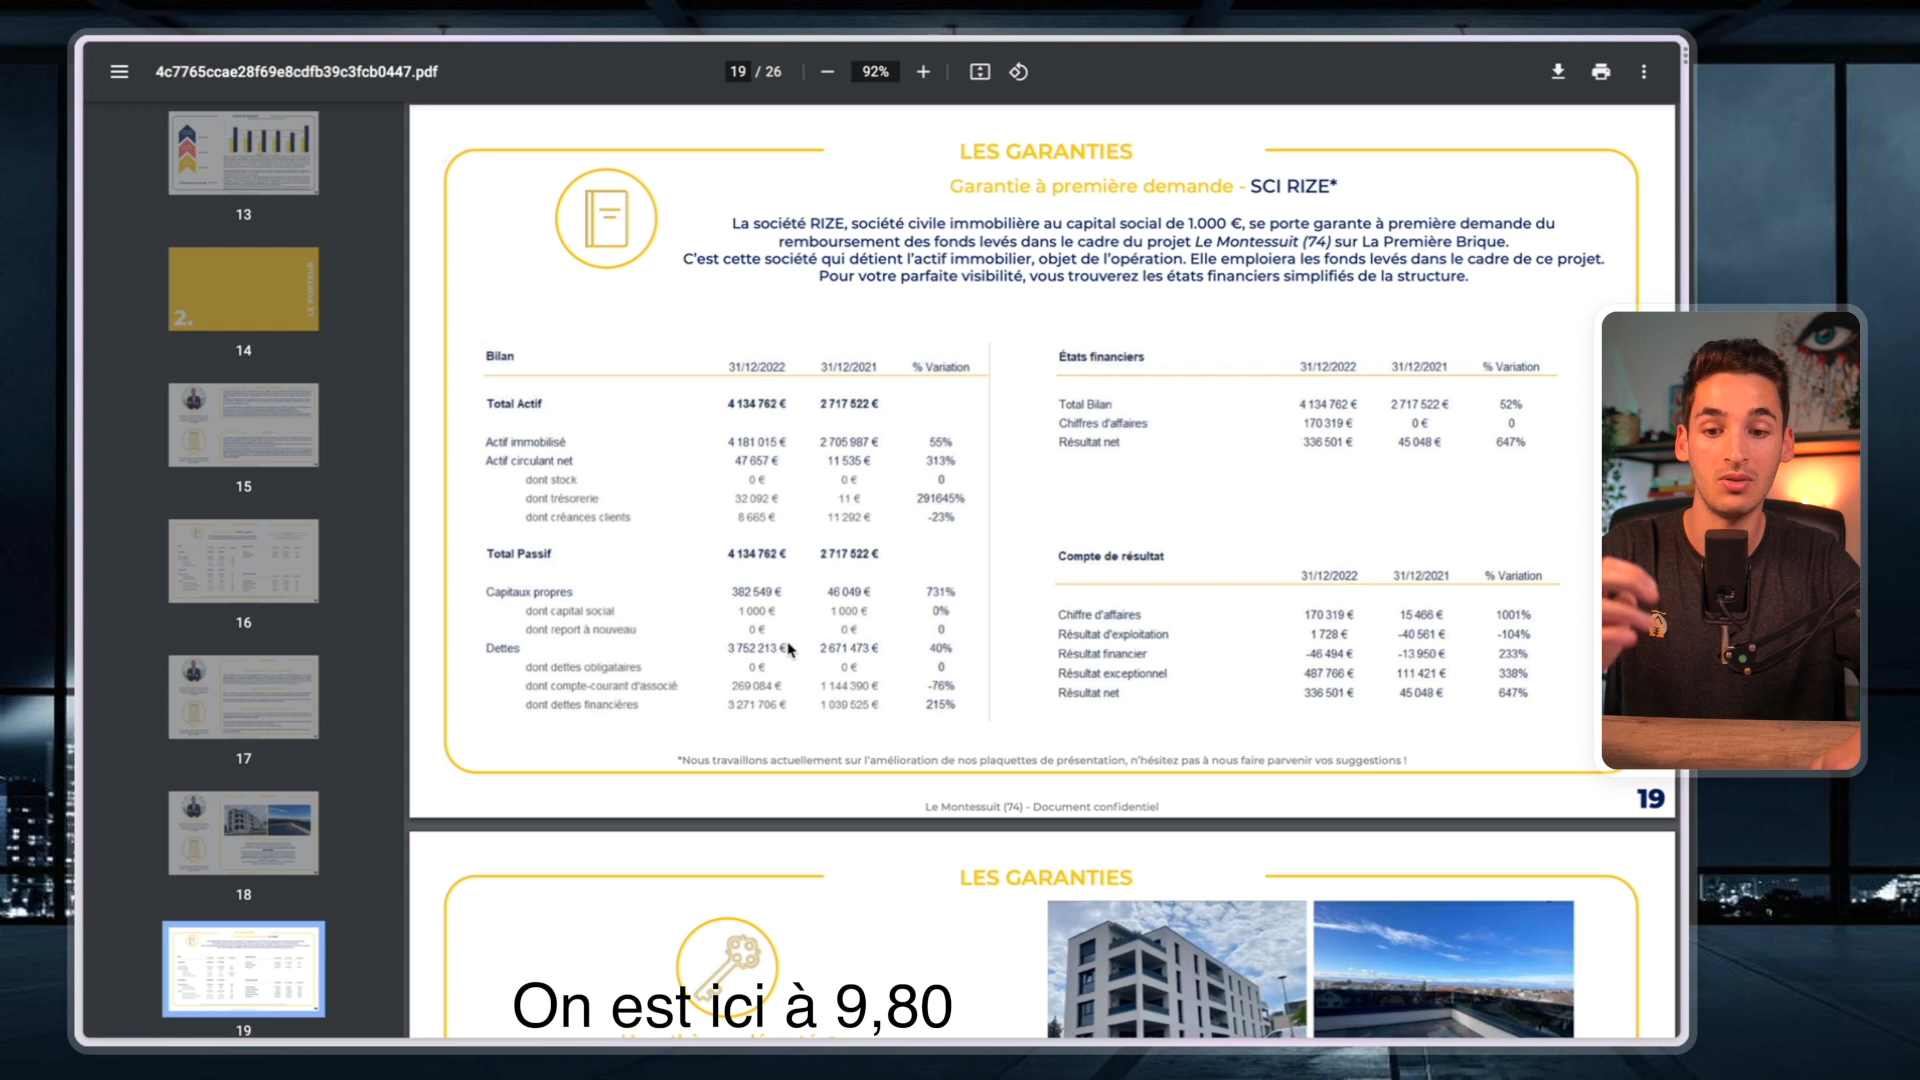 4c7765ccae28f69e8cdfb39c3fcb0447.pdf
19 / 26
92%
13
2.
LE PORTEUR
14
15
16
17
18
19
LES GARANTIES
Garantie à première demande - SCI RIZE*
La société RIZE, société civile immobilière au capital social de 1.000 €, se porte garante à première demande du
remboursement des fonds levés dans le cadre du projet Le Montessuit (74) sur La Première Brique.
C'est cette société qui détient l'actif immobilier, objet de l'opération. Elle emploiera les fonds levés dans le cadre de ce projet.
Pour votre parfaite visibilité, vous trouverez les états financiers simplifiés de la structure.
Bilan
31/12/2022 31/12/2021 % Variation
Total Actif 4 134 762 € 2 717 522 €
Actif immobilisé 4 181 015 € 2 705 987 € 55%
Actif circulant net 47 657 € 11 535 € 313%
dont stock 0 € 0 € 0
dont trésorerie 32 092 € 11 € 291645%
dont créances clients 8 665 € 11 292 € -23%
Total Passif 4 134 762 € 2 717 522 €
Capitaux propres 382 549 € 46 049 € 731%
dont capital social 1 000 € 1 000 € 0%
dont report à nouveau 0 € 0 € 0
Dettes 3 752 213 € 2 671 473 € 40%
dont dettes obligataires 0 € 0 € 0
dont compte-courant d'associé 269 084 € 1 144 390 € -76%
dont dettes financières 3 271 706 € 1 039 525 € 215%
États financiers
31/12/2022 31/12/2021 % Variation
Total Bilan 4 134 762 € 2 717 522 € 52%
Chiffres d'affaires 170 319 € 0 € 0
Résultat net 336 501 € 45 048 € 647%
Compte de résultat
31/12/2022 31/12/2021 % Variation
Chiffre d'affaires 170 319 € 15 466 € 1001%
Résultat d'exploitation 1 728 € -40 561 € -104%
Résultat financier -46 494 € -13 950 € 233%
Résultat exceptionnel 487 766 € 111 421 € 338%
Résultat net 336 501 € 45 048 € 647%
*Nous travaillons actuellement sur l'amélioration de nos plaquettes de présentation, n'hésitez pas à nous faire parvenir vos suggestions !
Le Montessuit (74) - Document confidentiel
19
LES GARANTIES
On est ici à 9,80